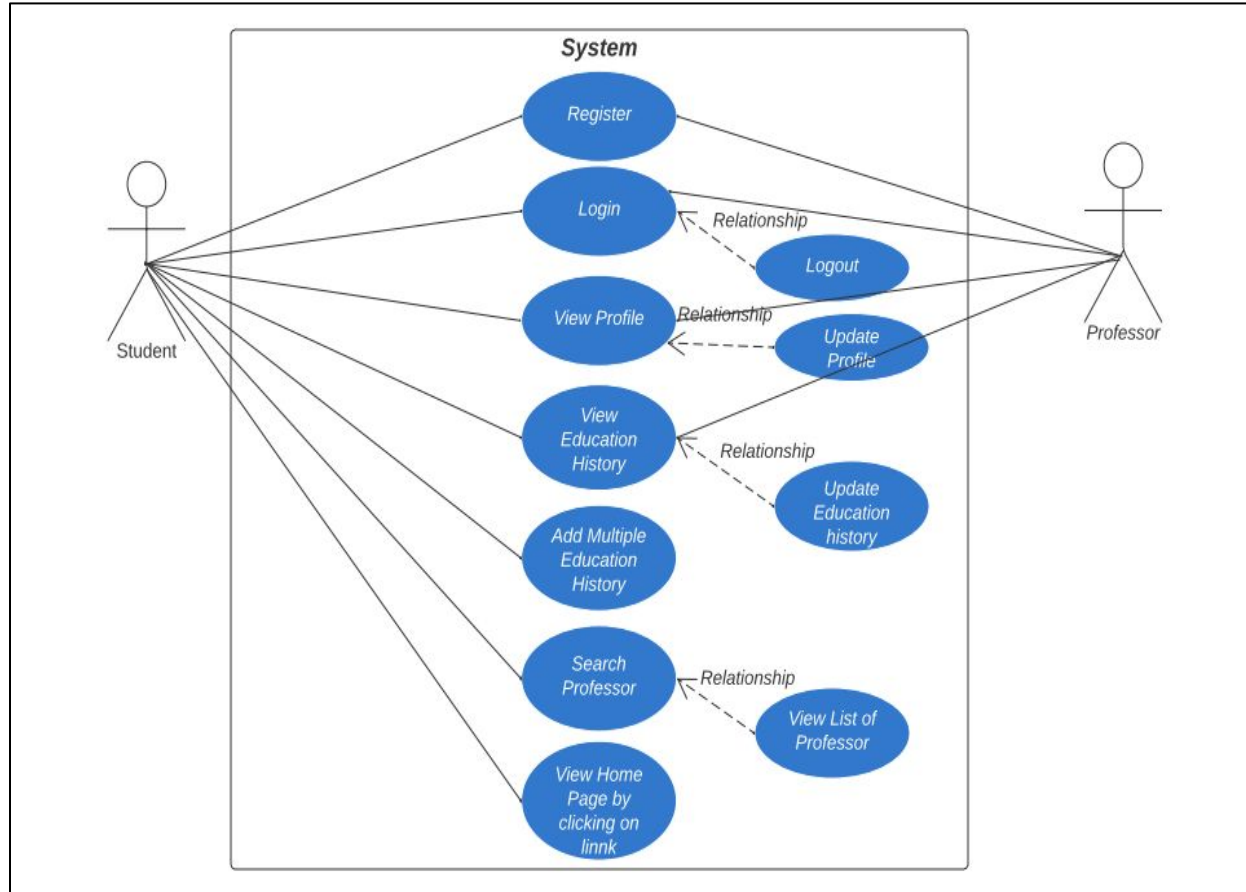 System
Register
Login
Relationship
Logout
View Profile
Relationship
Update
Profile
Student
Professor
View
Education
History
Relationship
Update
Education
history
Add Multiple
Education
History
Search
Professor
Relationship
View List of
Professor
View Home
Page by
clicking on
linnk